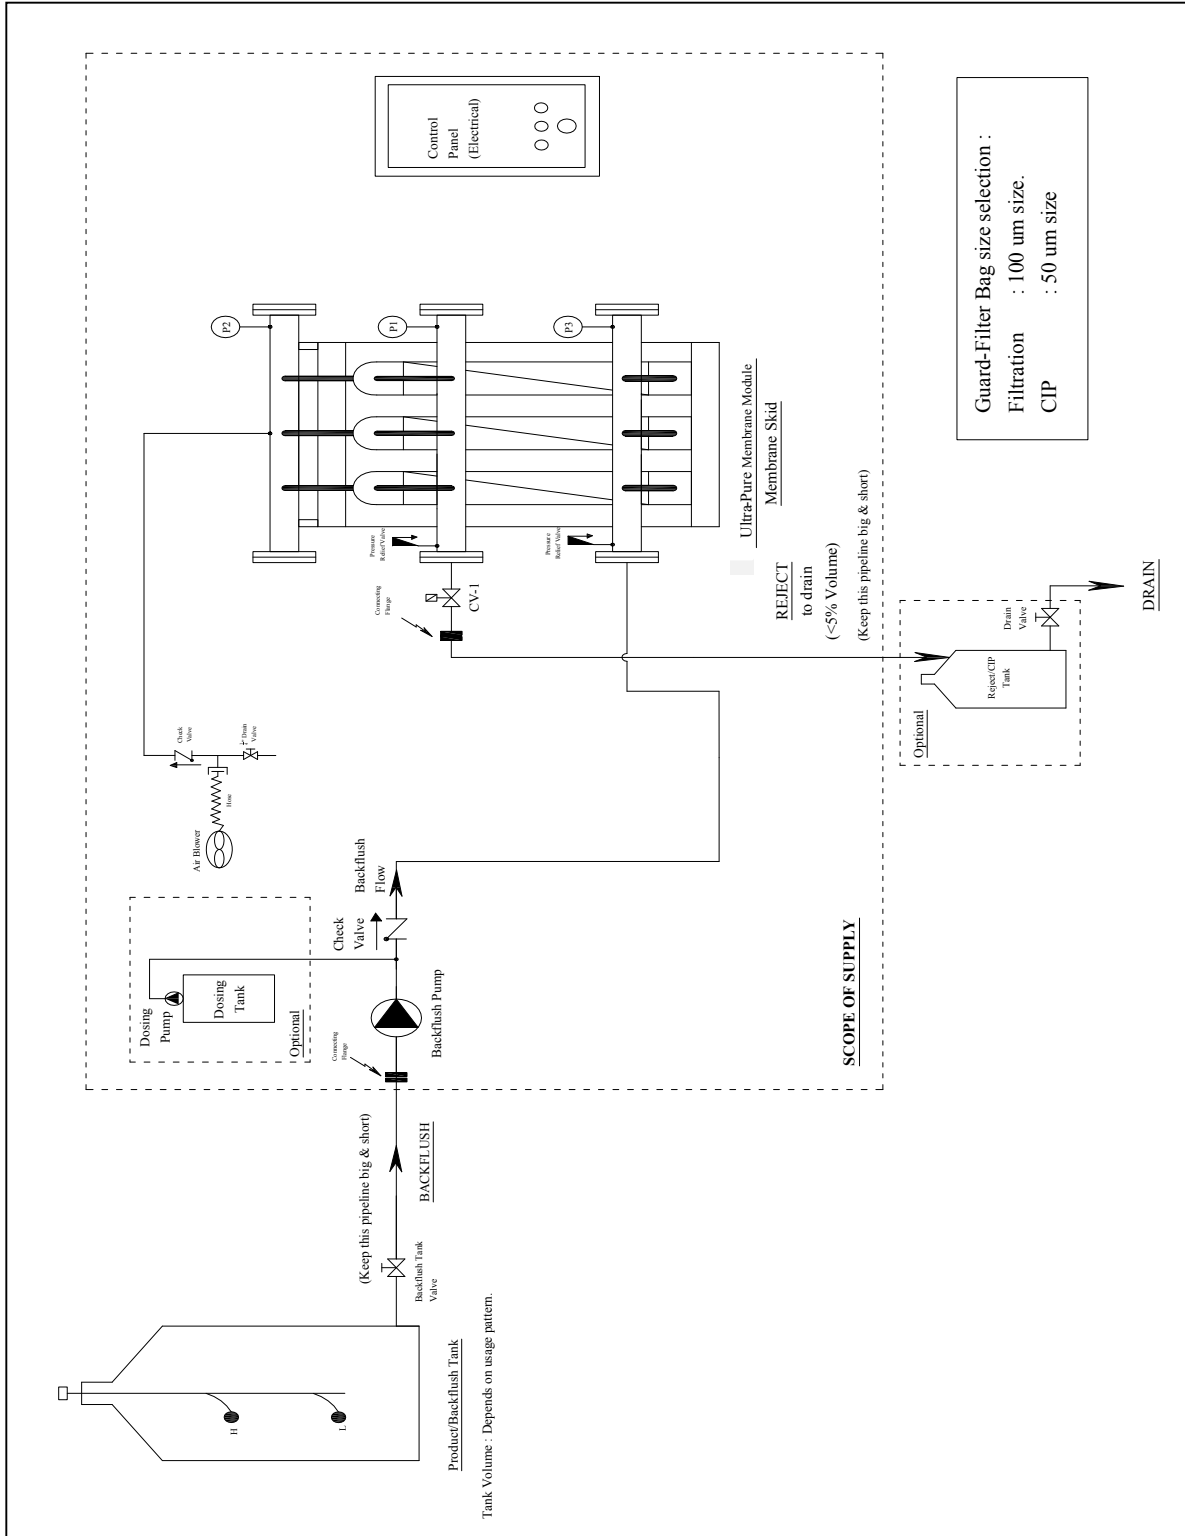 Control
Panel
(Electrical)
P2
P1
P3
Guard-Filter Bag size selection :
Filtration : 100 um size.
CIP : 50 um size
Pressure
Relief Valve
Pressure
Relief Valve
Ultra-Pure Membrane Module
Membrane Skid
CV-1
Connecting
Flange
REJECT
to drain
(<5% Volume)
(Keep this pipeline big & short)
DRAIN
Drain
Valve
Reject/CIP
Tank
Optional
Check
Valve
Drain
Valve
Hose
Air Blower
Backflush
Flow
Check
Valve
Dosing
Pump
Dosing
Tank
Optional
Backflush Pump
Connecting
Flange
SCOPE OF SUPPLY
(Keep this pipeline big & short)
BACKFLUSH
Backflush Tank
Valve
H
L
Product/Backflush Tank
Tank Volume : Depends on usage pattern.